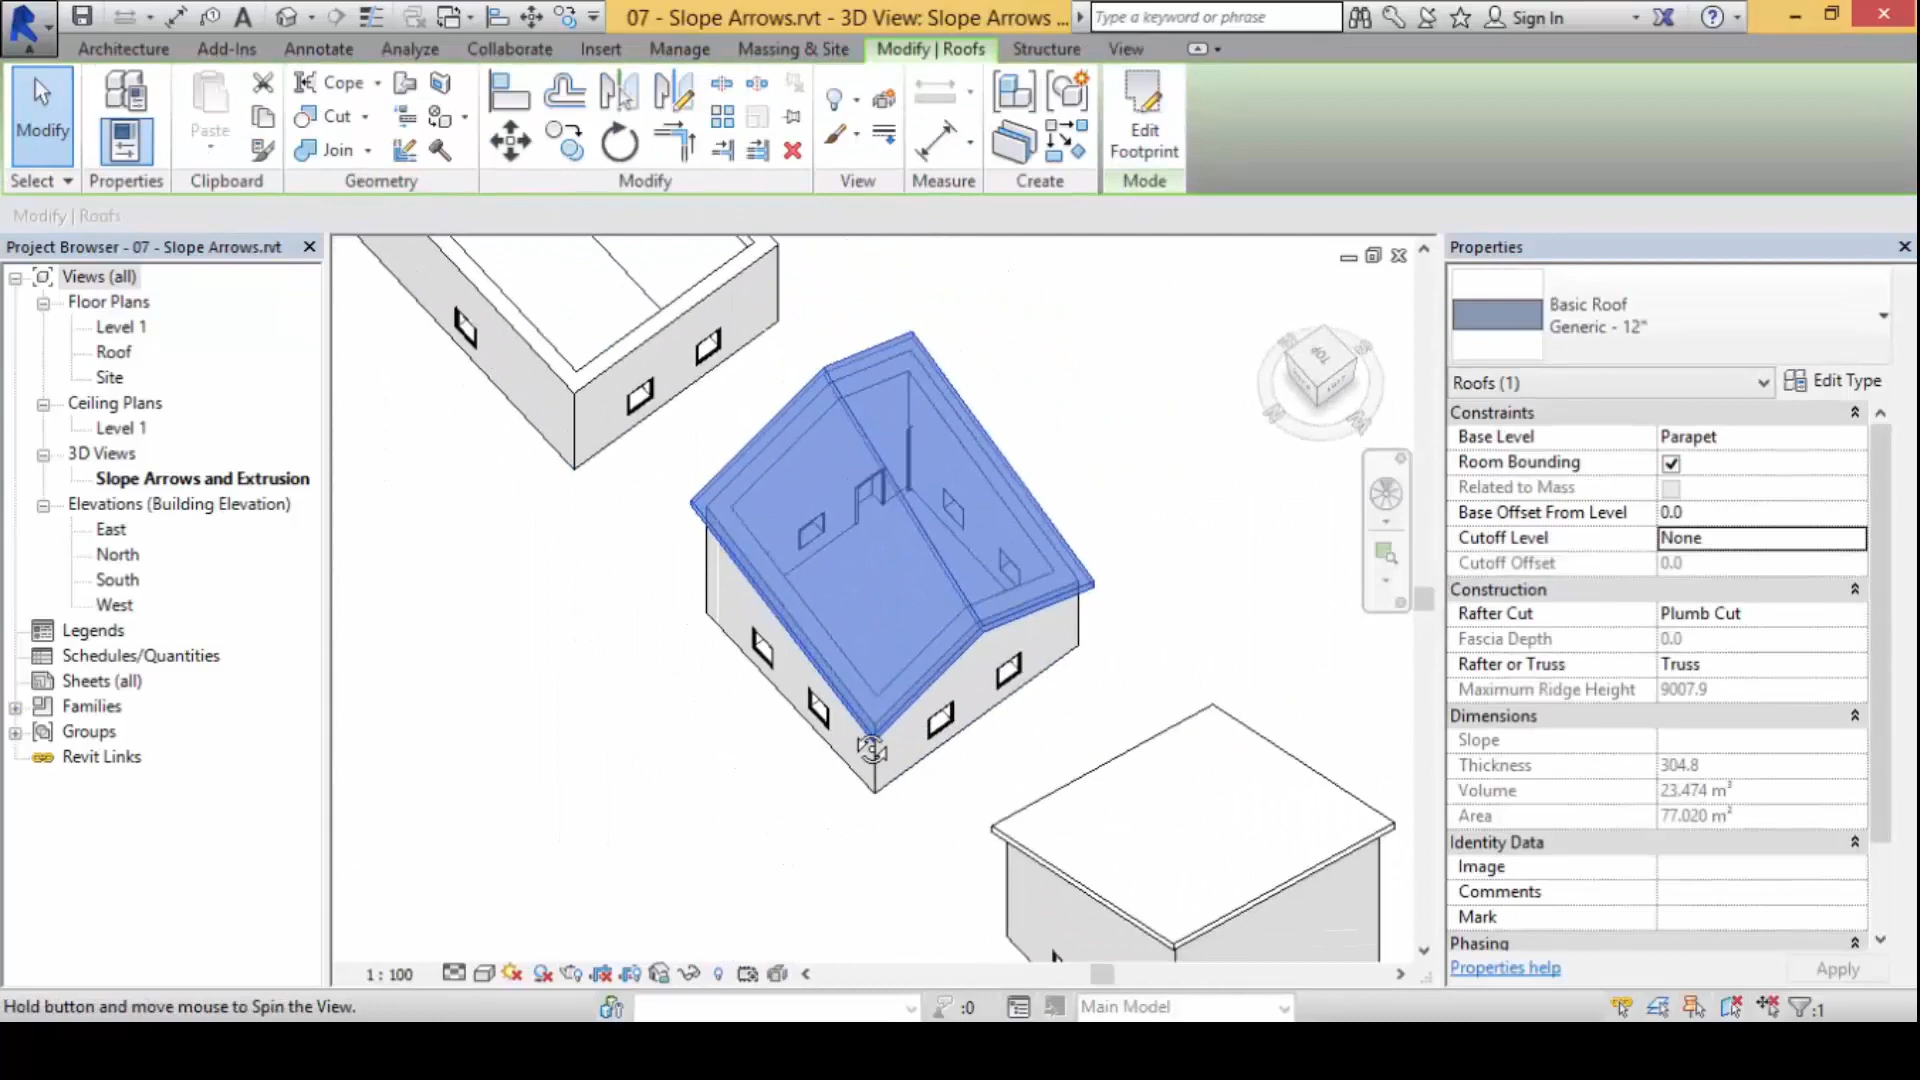 07 - Slope Arrows.rvt - 3D View: Slope Arrows ...
Type a keyword or phrase
Sign In
Architecture
Add-Ins
Annotate
Analyze
Collaborate
Insert
Manage
Massing & Site
Modify | Roofs
Structure
View
Modify
Paste
Cope
Cut
Join
Edit
Footprint
Select
Properties
Clipboard
Geometry
Modify
View
Measure
Create
Mode
Modify | Roofs
Project Browser - 07 - Slope Arrows.rvt
Views (all)
Floor Plans
Level 1
Roof
Site
Ceiling Plans
Level 1
3D Views
Slope Arrows and Extrusion
Elevations (Building Elevation)
East
North
South
West
Legends
Schedules/Quantities
Sheets (all)
Families
Groups
Revit Links
TOP
1 : 100
Properties
Basic Roof
Generic - 12"
Roofs (1)
Edit Type
Constraints
Base Level Parapet
Room Bounding
Related to Mass
Base Offset From Level 0.0
Cutoff Level None
Cutoff Offset 0.0
Construction
Rafter Cut Plumb Cut
Fascia Depth 0.0
Rafter or Truss Truss
Maximum Ridge Height 9007.9
Dimensions
Slope
Thickness 304.8
Volume 23.474 m³
Area 77.020 m²
Identity Data
Image
Comments
Mark
Phasing
Properties help
Apply
Hold button and move mouse to Spin the View.
:0
Main Model
:1